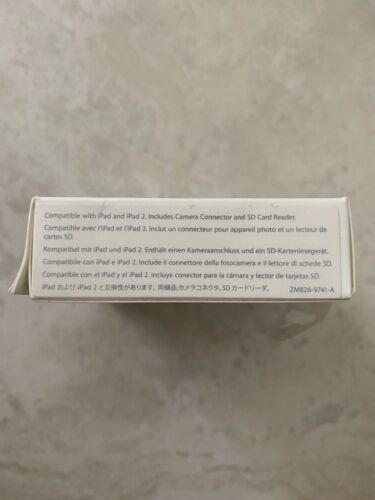 Compatible with iPad and iPad 2. Includes Camera Connector and SD Card Reader.
Compatible avec l'iPad et l'iPad 2. Inclut un connecteur pour appareil photo et un lecteur de
cartes SD.
Kompatibel mit iPad und iPad 2. Enthält einen Kameraanschluss und ein SD-Kartenlesegerät.
Compatibile con iPad e iPad 2. Include il connettore della fotocamera e il lettore di schede SD.
Compatible con el iPad y el iPad 2. Incluye conector para la cámara y lector de tarjetas SD.
iPad および iPad 2 と互換性があります。同梱品:カメラコネクタ、SD カードリーダ。 ZM826-9741-A